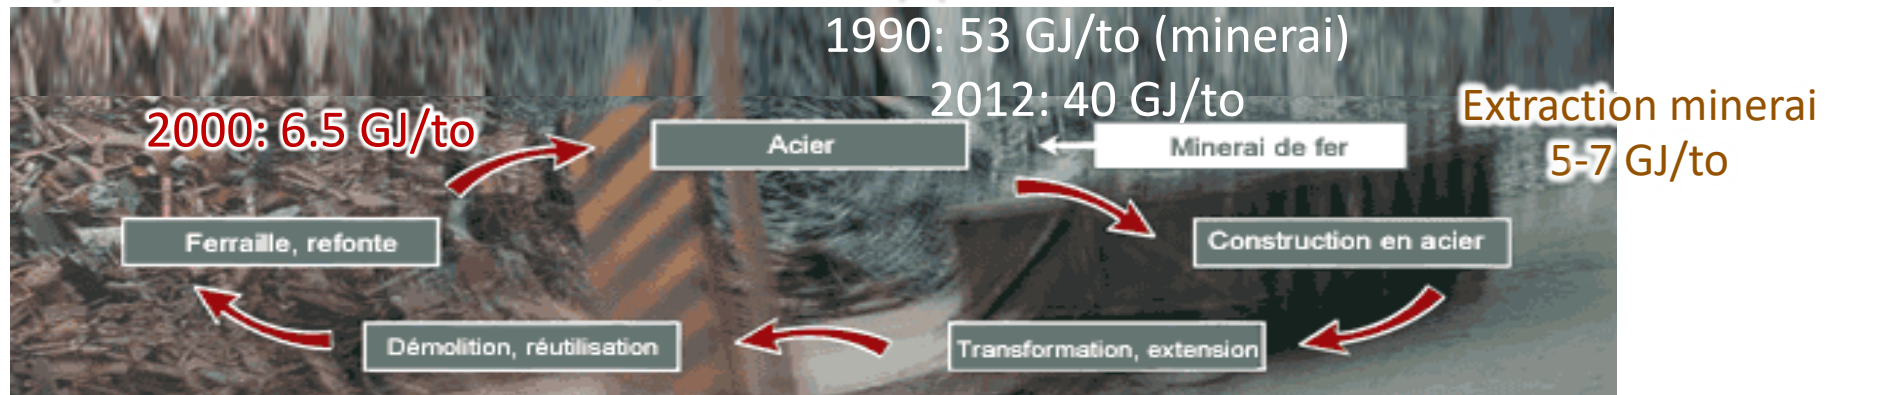 1990: 53 GJ/to (minerai)
2012: 40 GJ/to
Extraction minerai
5-7 GJ/to
2000: 6.5 GJ/to
Acier
Minerai de fer
Ferraille, refonte
Construction en acier
Démolition, réutilisation
Transformation, extension